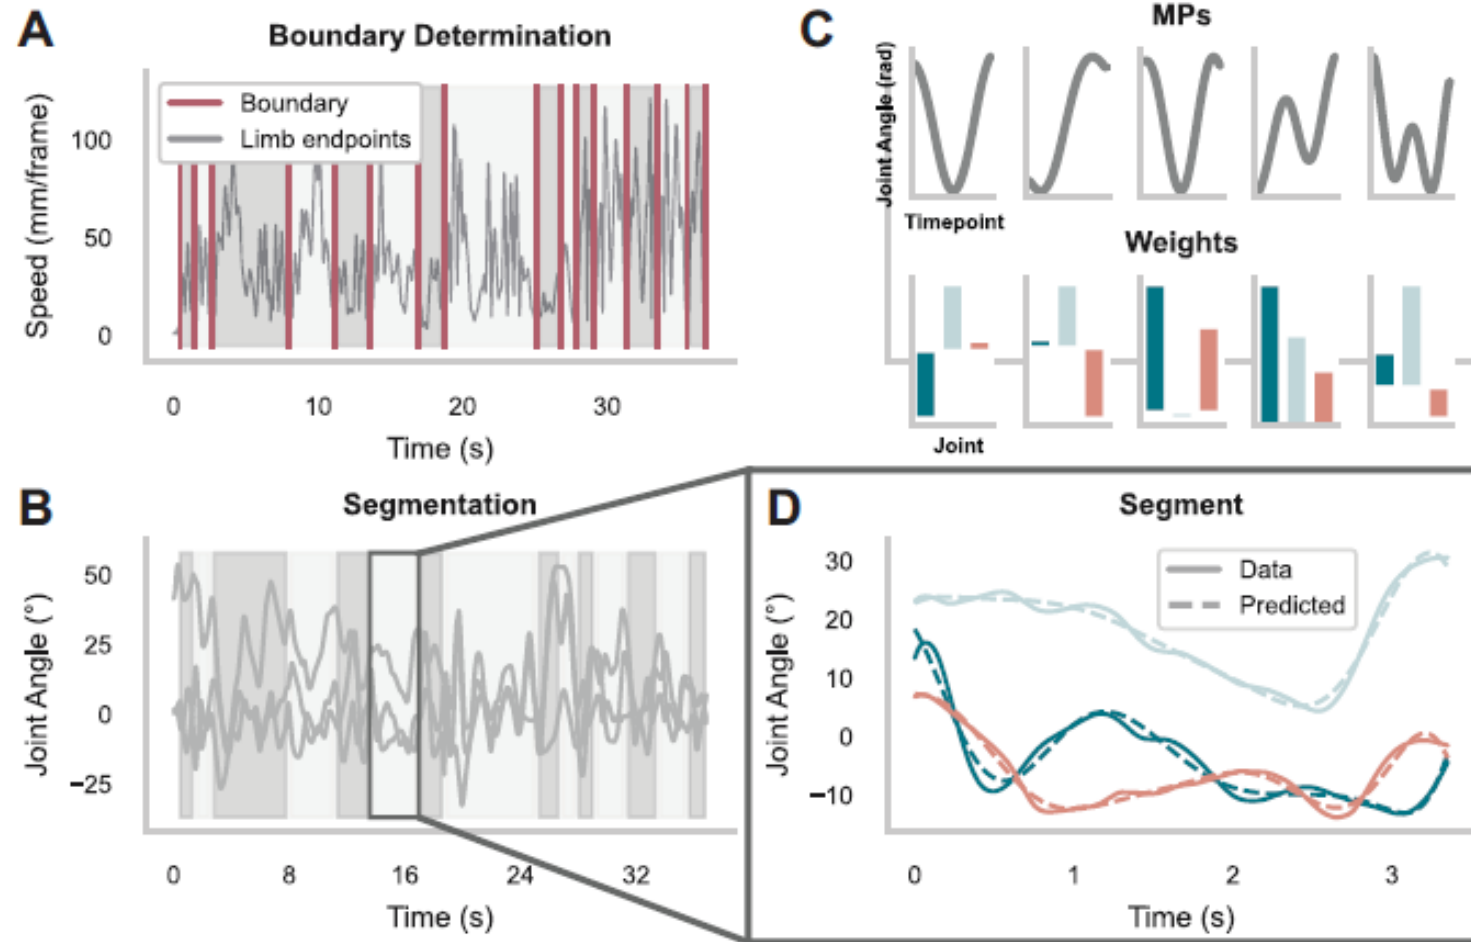 A
Boundary Determination
Boundary
Limb endpoints
Speed (mm/frame)
100
50
0
0 10 20 30
Time (s)
B
Segmentation
Joint Angle (°)
50
25
0
−25
0 8 16 24 32
Time (s)
C
MPs
Joint Angle (rad)
Timepoint
Weights
Joint
D
Segment
Data
Predicted
Joint Angle (°)
30
20
10
0
−10
0 1 2 3
Time (s)